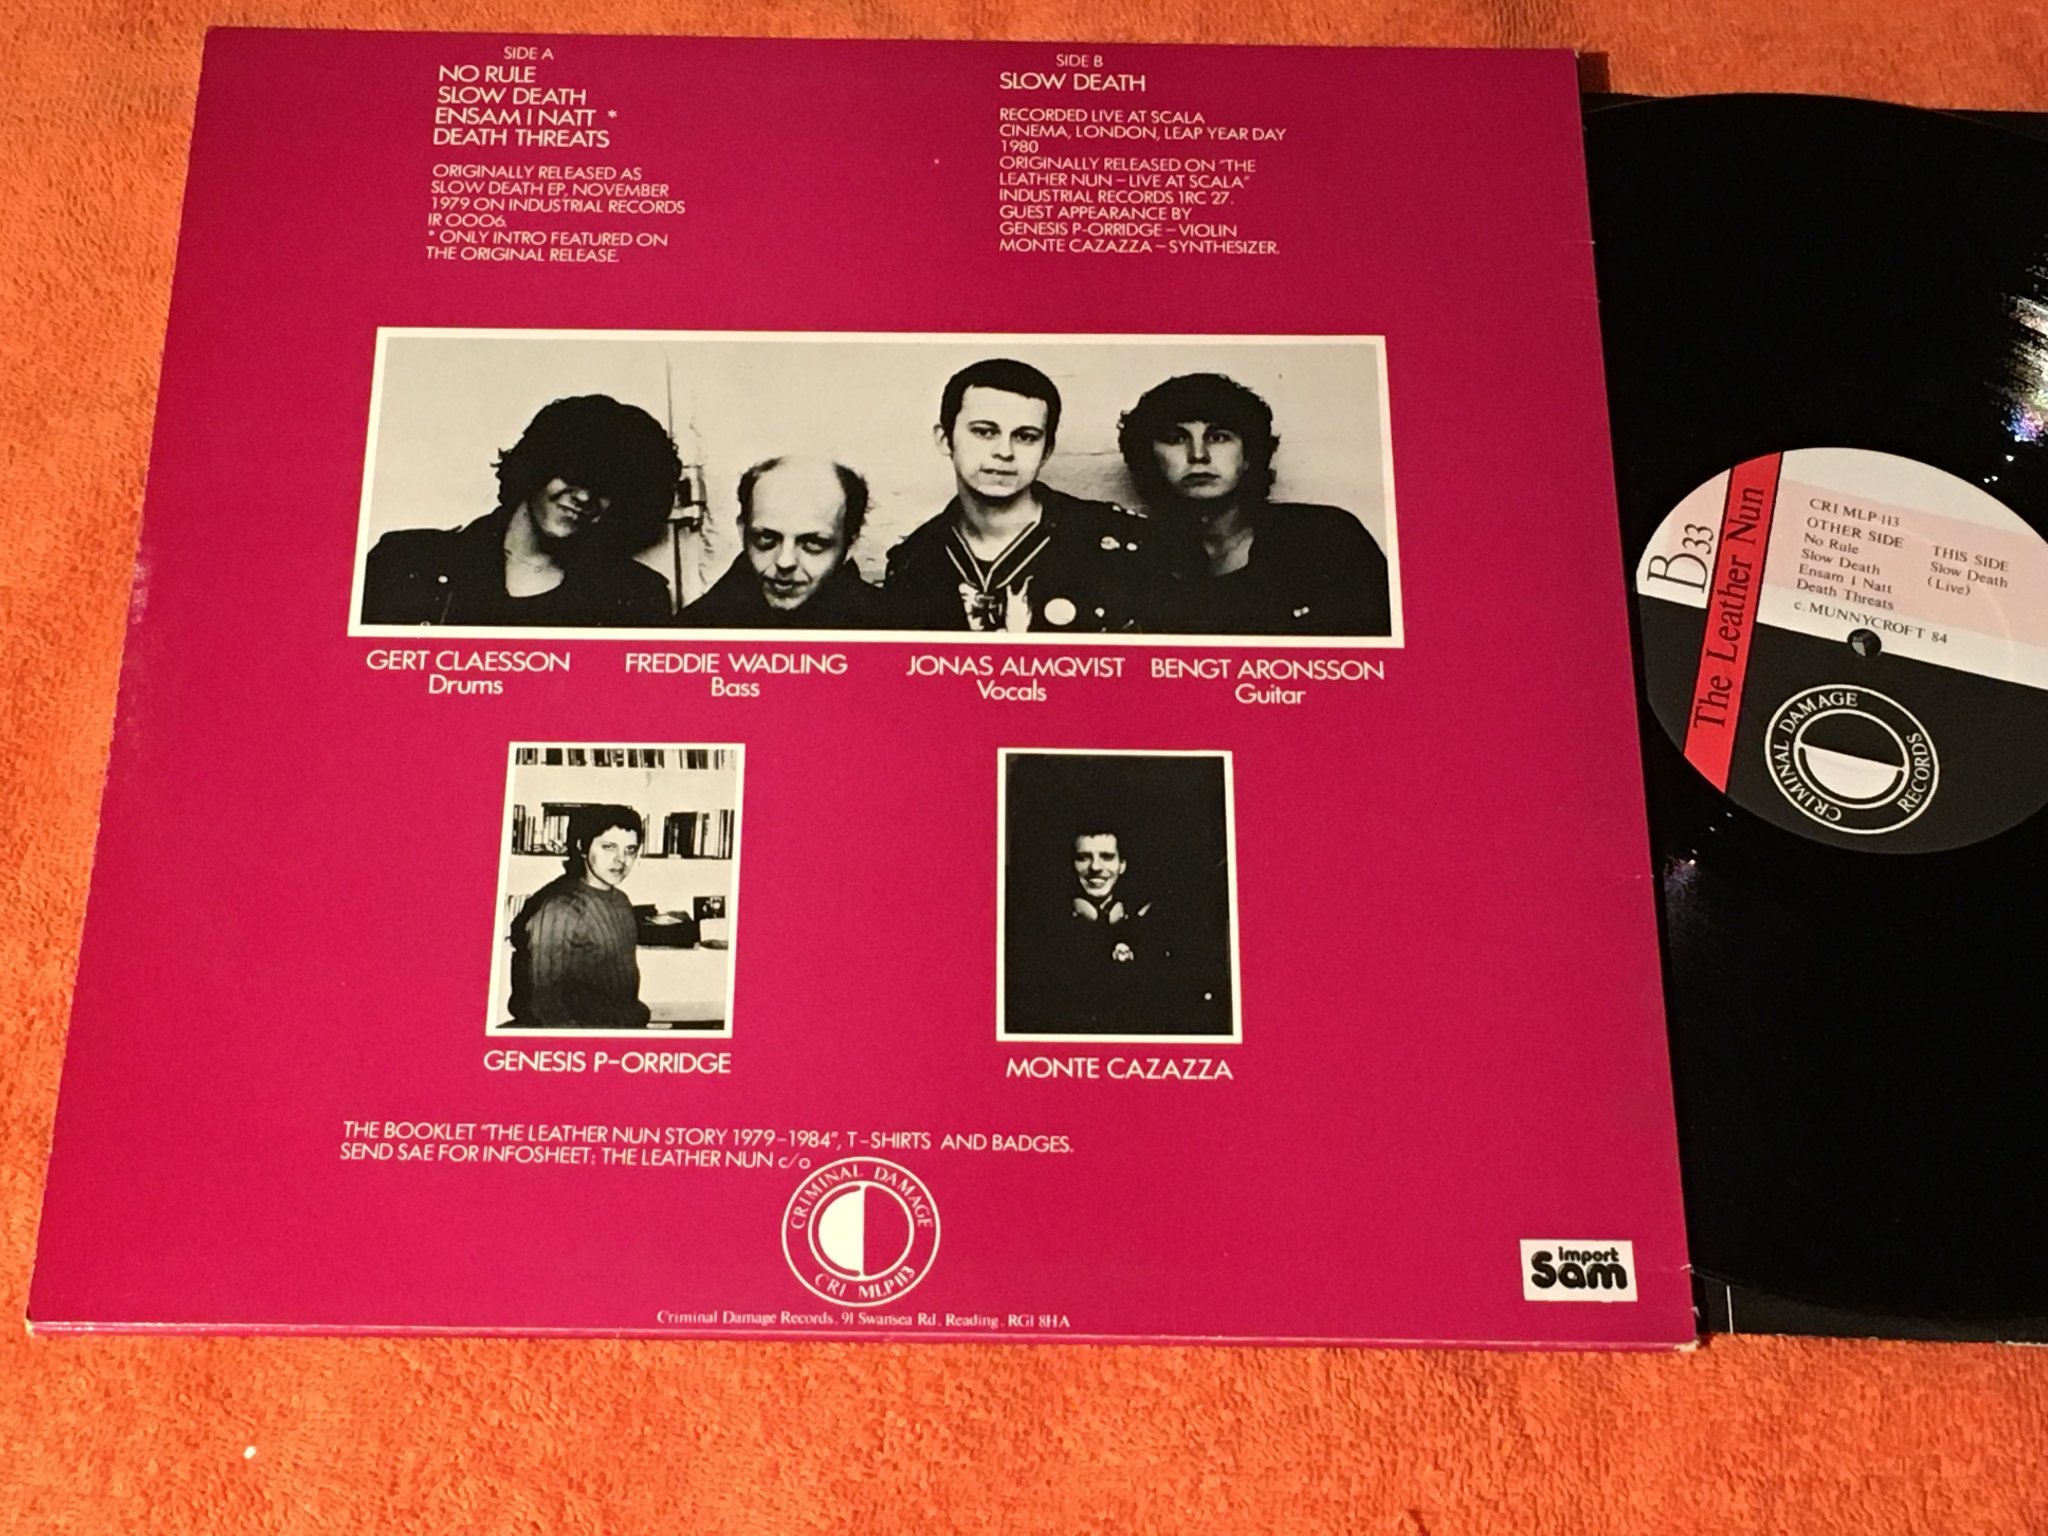 SIDE A
NO RULE
SLOW DEATH
ENSAM I NATT *
DEATH THREATS
ORIGINALLY RELEASED AS
SLOW DEATH EP, NOVEMBER
1979 ON INDUSTRIAL RECORDS
IR OOO6.
* ONLY INTRO FEATURED ON
THE ORIGINAL RELEASE.
SIDE B
SLOW DEATH
RECORDED LIVE AT SCALA
CINEMA, LONDON, LEAP YEAR DAY
1980
ORIGINALLY RELEASED ON "THE
LEATHER NUN – LIVE AT SCALA"
INDUSTRIAL RECORDS 1RC 27.
GUEST APPEARANCE BY
GENESIS P-ORRIDGE – VIOLIN
MONTE CAZAZZA – SYNTHESIZER.
GERT CLAESSON
Drums
FREDDIE WADLING
Bass
JONAS ALMQVIST
Vocals
BENGT ARONSSON
Guitar
GENESIS P-ORRIDGE
MONTE CAZAZZA
THE BOOKLET "THE LEATHER NUN STORY 1979-1984", T-SHIRTS AND BADGES.
SEND SAE FOR INFOSHEET: THE LEATHER NUN c/o
CRIMINAL DAMAGE
CRI MLP113
Criminal Damage Records. 91 Swansea Rd. Reading. RG1 8HA
import
Sam
B33
The Leather Nun
CRI MLP-113
OTHER SIDE
No Rule
Slow Death
Ensam I Natt
Death Threats
THIS SIDE
Slow Death
(Live)
c. MUNNYCROFT 84
CRIMINAL DAMAGE RECORDS